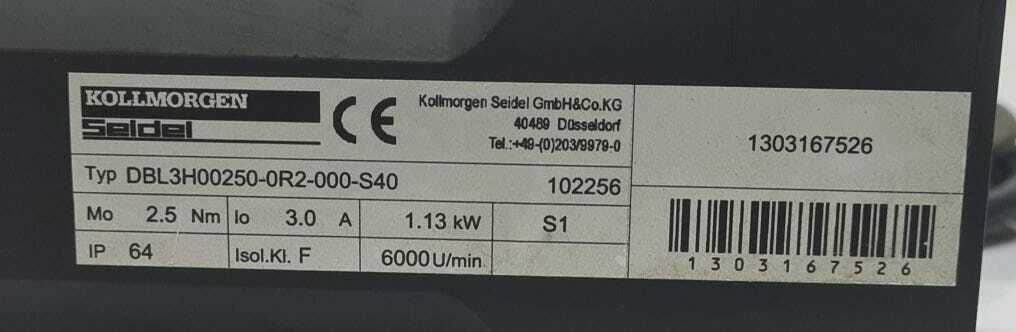 KOLLMORGEN
Seidel
CE
Kollmorgen Seidel GmbH&Co.KG
40489 Düsseldorf
Tel.:+49-(0)203/9979-0
Typ DBL3H00250-0R2-000-S40 102256
Mo 2.5 Nm Io 3.0 A 1.13 kW S1
IP 64 Isol.Kl. F 6000U/min
1303167526
1303167526